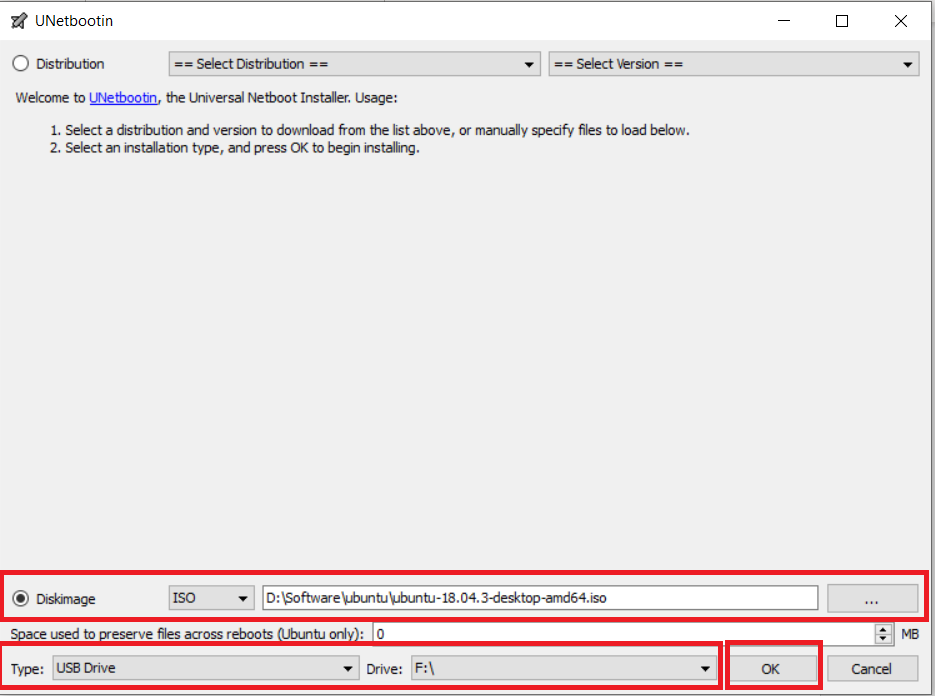 UNetbootin
Distribution == Select Distribution == == Select Version ==
Welcome to UNetbootin, the Universal Netboot Installer. Usage:
1. Select a distribution and version to download from the list above, or manually specify files to load below.
2. Select an installation type, and press OK to begin installing.
Diskimage ISO D:\Software\ubuntu\ubuntu-18.04.3-desktop-amd64.iso ...
Space used to preserve files across reboots (Ubuntu only): 0 MB
Type: USB Drive Drive: F:\ OK Cancel